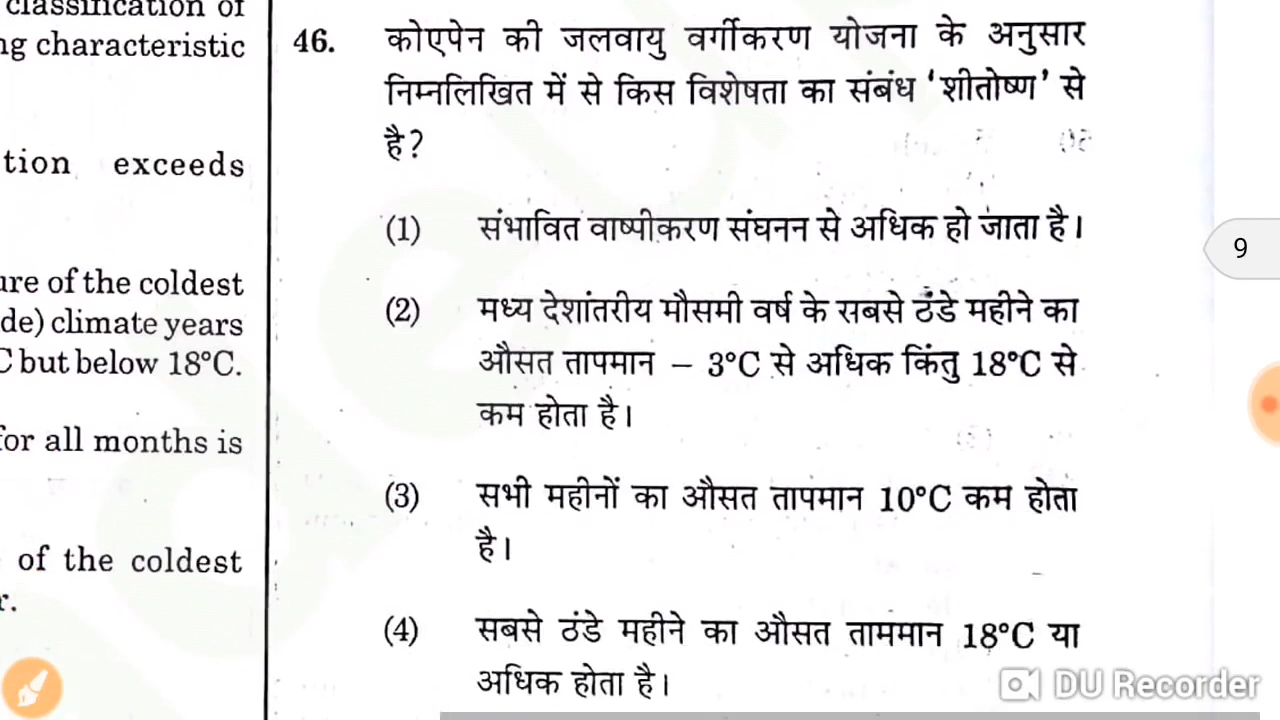 classification of
ng characteristic
tion exceeds
ure of the coldest
de) climate years
C but below 18°C.
for all months is
of the coldest
r.
46. कोएपेन की जलवायु वर्गीकरण योजना के अनुसार
निम्नलिखित में से किस विशेषता का संबंध ‘शीतोष्ण’ से
है?
(1) संभावित वाष्पीकरण संघनन से अधिक हो जाता है।
(2) मध्य देशांतरीय मौसमी वर्ष के सबसे ठंडे महीने का
औसत तापमान – 3°C से अधिक किंतु 18°C से
कम होता है।
(3) सभी महीनों का औसत तापमान 10°C कम होता
है।
(4) सबसे ठंडे महीने का औसत ताममान 18°C या
अधिक होता है।
9
DU Recorder